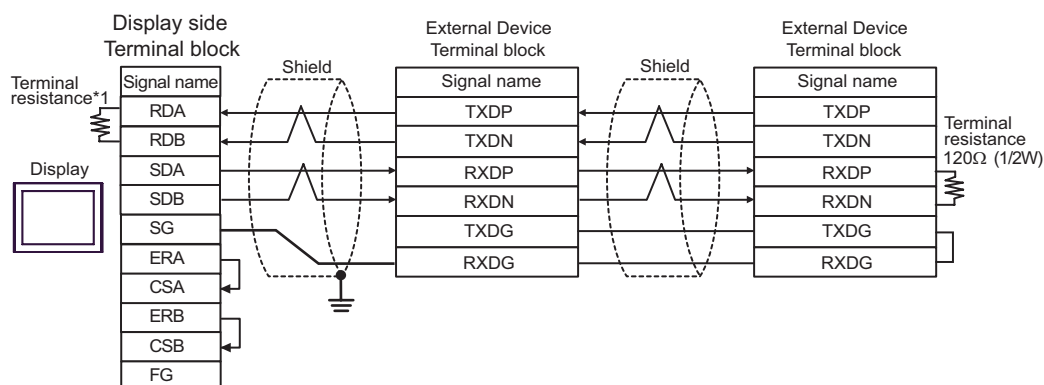 Display side
Terminal block
External Device
Terminal block
External Device
Terminal block
Shield
Shield
Terminal
resistance*1
Signal name
Signal name
Signal name
RDA
TXDP
TXDP
RDB
TXDN
TXDN
Terminal
resistance
120Ω (1/2W)
Display
SDA
RXDP
RXDP
SDB
RXDN
RXDN
SG
TXDG
TXDG
ERA
RXDG
RXDG
CSA
ERB
CSB
FG